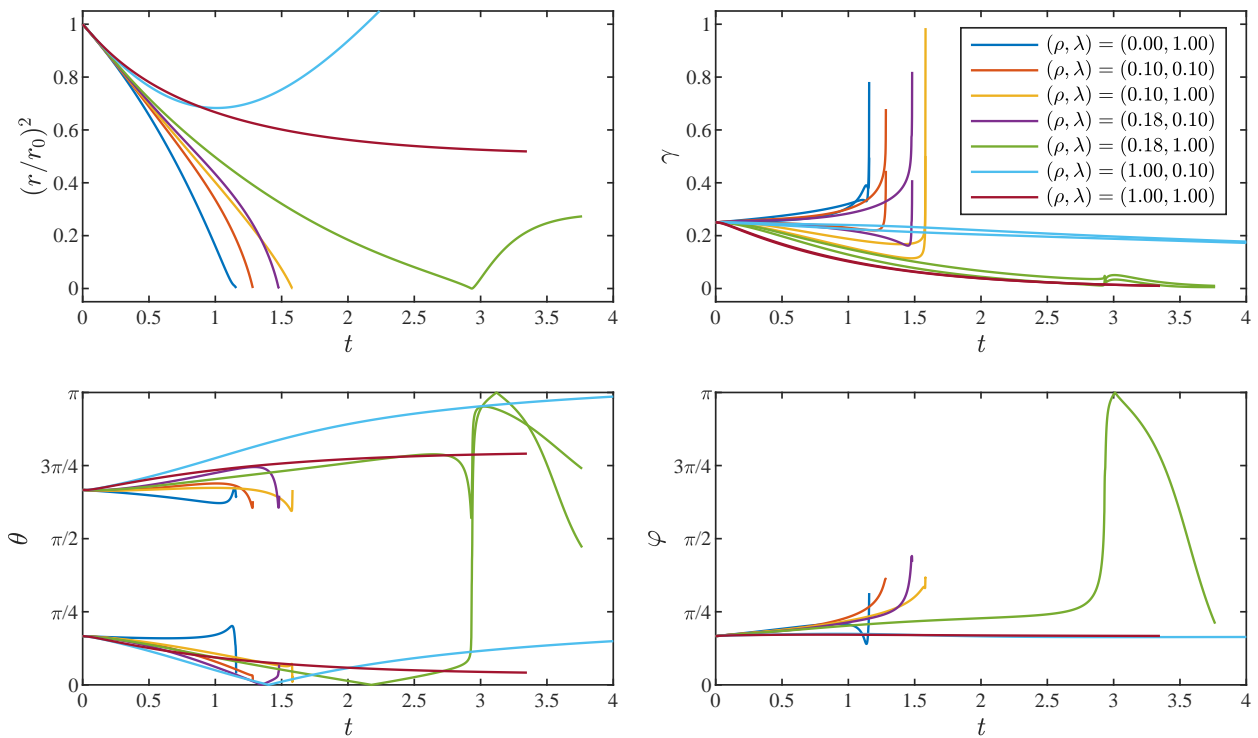 1
0.8
0.6
0.4
0.2
0
(r/r₀)²
0 0.5 1 1.5 2 2.5 3 3.5 4
t
1
0.8
0.6
0.4
0.2
0
γ
(ρ, λ) = (0.00, 1.00)
(ρ, λ) = (0.10, 0.10)
(ρ, λ) = (0.10, 1.00)
(ρ, λ) = (0.18, 0.10)
(ρ, λ) = (0.18, 1.00)
(ρ, λ) = (1.00, 0.10)
(ρ, λ) = (1.00, 1.00)
0 0.5 1 1.5 2 2.5 3 3.5 4
t
π
3π/4
π/2
π/4
0
θ
0 0.5 1 1.5 2 2.5 3 3.5 4
t
π
3π/4
π/2
π/4
0
φ
0 0.5 1 1.5 2 2.5 3 3.5 4
t